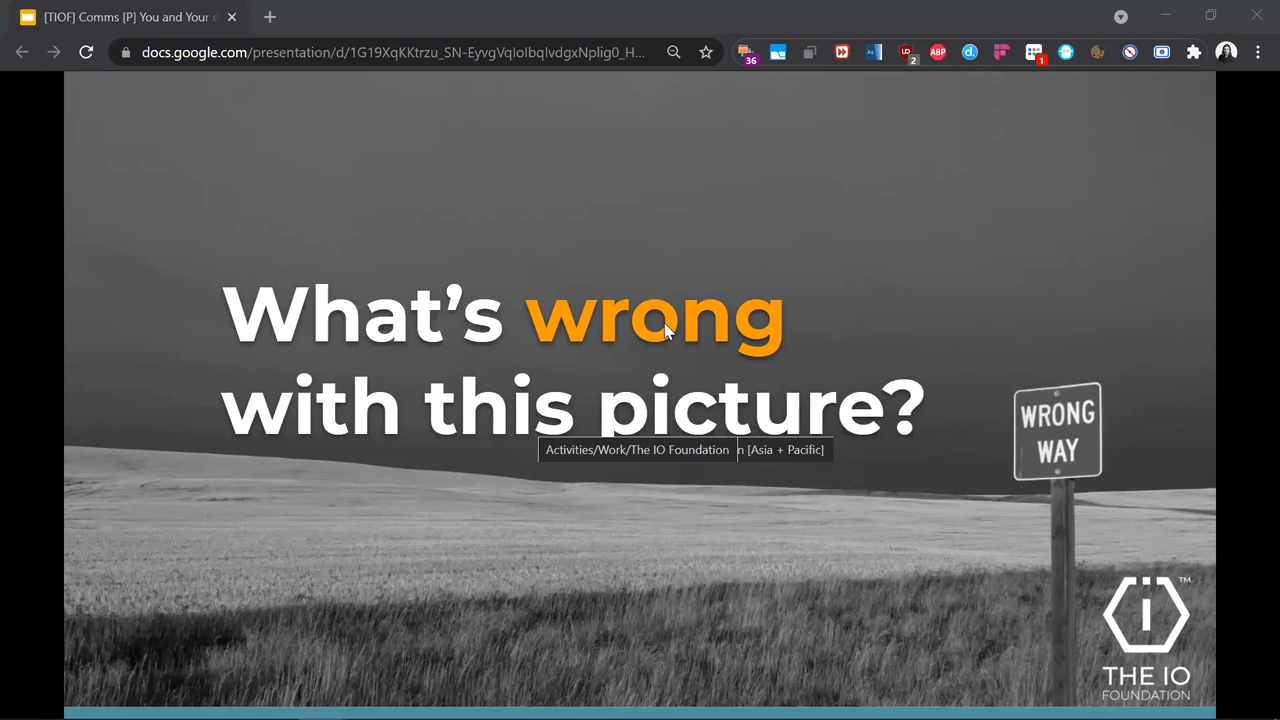 [TIOF] Comms [P] You and Your d
docs.google.com/presentation/d/1G19XqKKtrzu_SN-EyvgVqIoIbqIvdgxNplig0_H...
36
2
ABP
1
What's wrong
with this picture?
Activities/Work/The IO Foundation n [Asia + Pacific]
WRONG
WAY
TM
THE IO
FOUNDATION